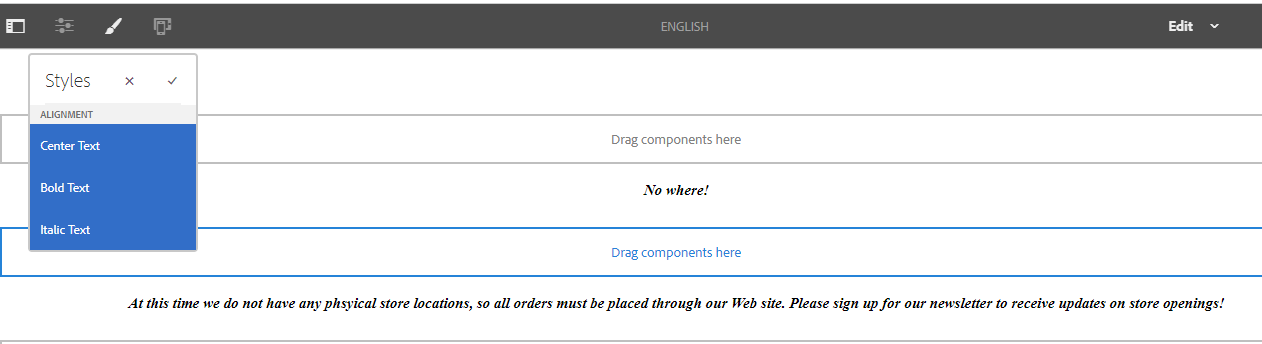 ENGLISH
Edit
Styles
ALIGNMENT
Center Text
Bold Text
Italic Text
Drag components here
No where!
Drag components here
At this time we do not have any phsyical store locations, so all orders must be placed through our Web site. Please sign up for our newsletter to receive updates on store openings!